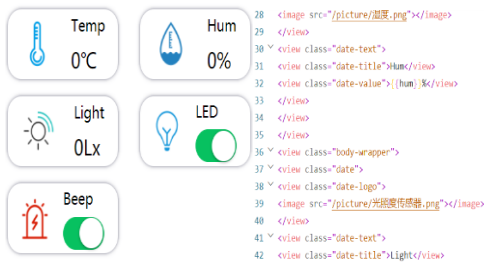 Temp
0℃
Hum
0%
Light
0Lx
LED
Beep
28 <image src="/picture/湿度.png"></image>
29 </view>
30 <view class="date-text">
31 <view class="date-title">Hum</view>
32 <view class="date-value">{{hum}}%</view>
33 </view>
34 </view>
35 </view>
36 <view class="body-wrapper">
37 <view class="date">
38 <view class="date-logo">
39 <image src="/picture/光照度传感器.png"></image>
40 </view>
41 <view class="date-text">
42 <view class="date-title">Light</view>